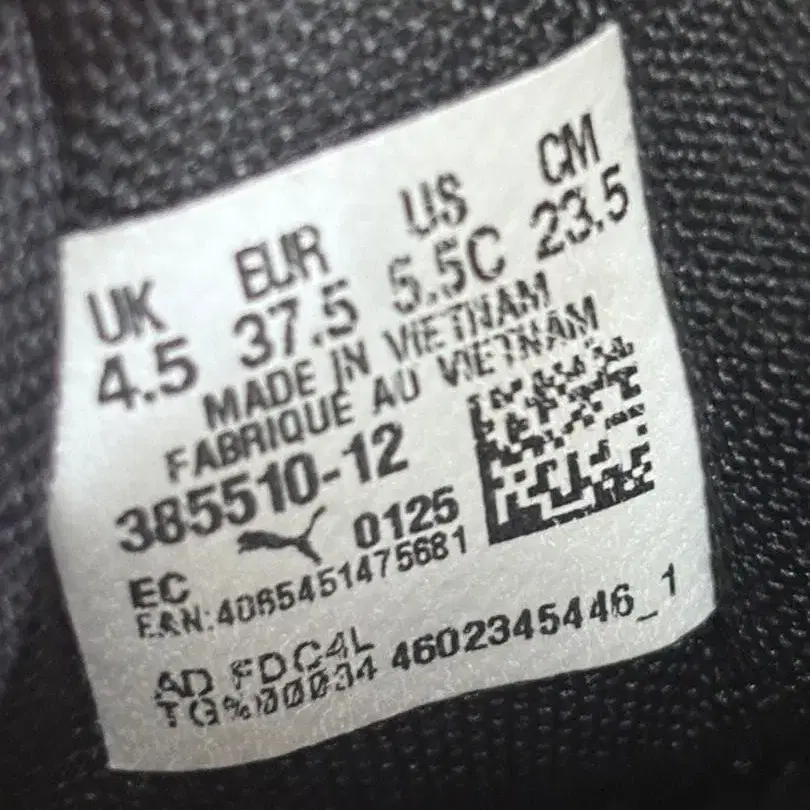 UK EUR US CM
4.5 37.5 5.5C 23.5
MADE IN VIETNAM
FABRIQUÉ AU VIETNAM
385510-12
0125
EC
EAN:4065451475681
AD FDC4L
4602345446_1